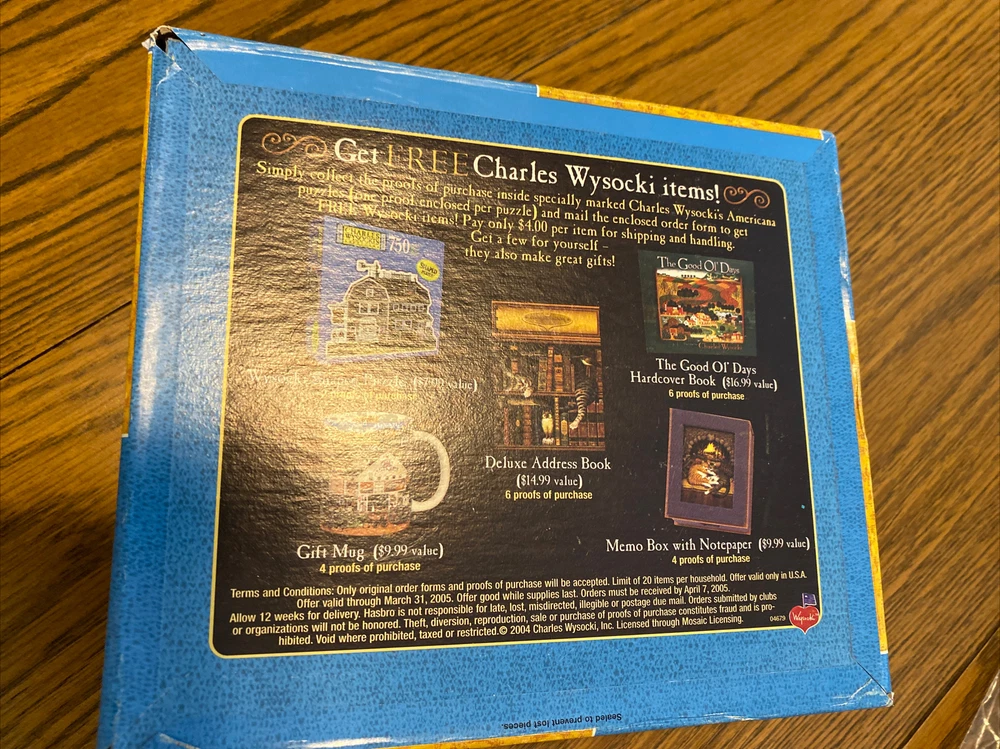 Get FREE Charles Wysocki items!
Simply collect the proofs of purchase inside specially marked Charles Wysocki's Americana
puzzles (one proof enclosed per puzzle) and mail the enclosed order form to get
FREE Wysocki items! Pay only $4.00 per item for shipping and handling.
Get a few for yourself –
they also make great gifts!
CHARLES
WYSOCKI
750
The Good Ol' Days
Charles Wysocki
value)
The Good Ol' Days
Hardcover Book ($16.99 value)
6 proofs of purchase
Deluxe Address Book
($14.99 value)
6 proofs of purchase
Gift Mug ($9.99 value)
4 proofs of purchase
Memo Box with Notepaper ($9.99 value)
4 proofs of purchase
Terms and Conditions: Only original order forms and proofs of purchase will be accepted. Limit of 20 items per household. Offer valid only in U.S.A.
Offer valid through March 31, 2005. Offer good while supplies last. Orders must be received by April 7, 2005.
Allow 12 weeks for delivery. Hasbro is not responsible for late, lost, misdirected, illegible or postage due mail. Orders submitted by clubs
or organizations will not be honored. Theft, diversion, reproduction, sale or purchase of proofs of purchase constitutes fraud and is pro-
hibited. Void where prohibited, taxed or restricted.© 2004 Charles Wysocki, Inc. Licensed through Mosaic Licensing.
04679
Wysocki
Sealed to prevent lost pieces.